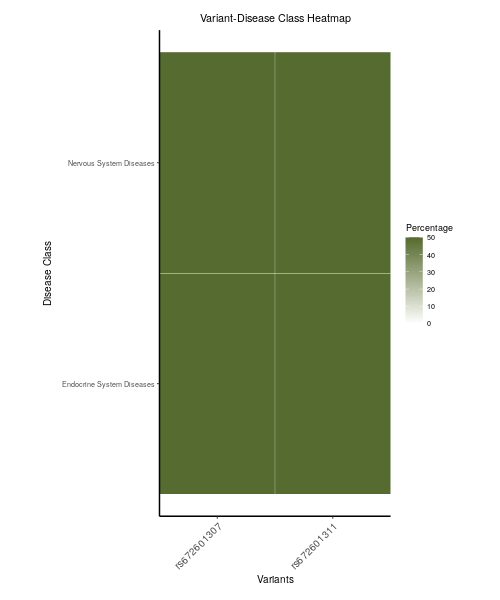 Variant-Disease Class Heatmap
Disease Class
Nervous System Diseases
Endocrine System Diseases
Percentage
50
40
30
20
10
0
rs672601307
rs672601311
Variants